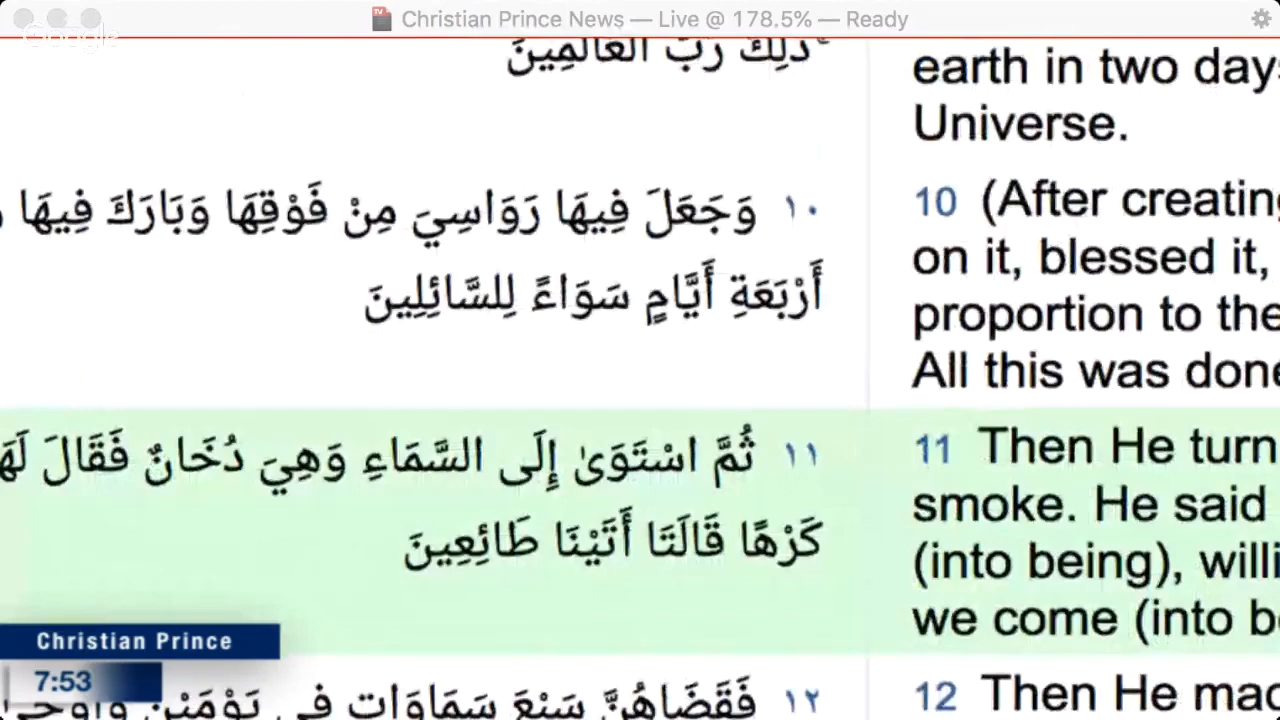 Christian Prince News — Live @ 178.5% — Ready
Google
ذَلِكَ رَبُّ الْعَالَمِينَ
earth in two days
Universe.
١٠ وَجَعَلَ فِيهَا رَوَاسِيَ مِنْ فَوْقِهَا وَبَارَكَ فِيهَا
أَرْبَعَةِ أَيَّامٍ سَوَاءً لِلسَّائِلِينَ
10 (After creating
on it, blessed it,
proportion to the
All this was done
١١ ثُمَّ اسْتَوَىٰ إِلَى السَّمَاءِ وَهِيَ دُخَانٌ فَقَالَ
كَرْهًا قَالَتَا أَتَيْنَا طَائِعِينَ
11 Then He turn
smoke. He said
(into being), willi
we come (into be
Christian Prince
7:53
١٢ فَقَضَاهُنَّ سَبْعَ سَمَاوَاتٍ فِي يَوْمَيْنِ
12 Then He mad